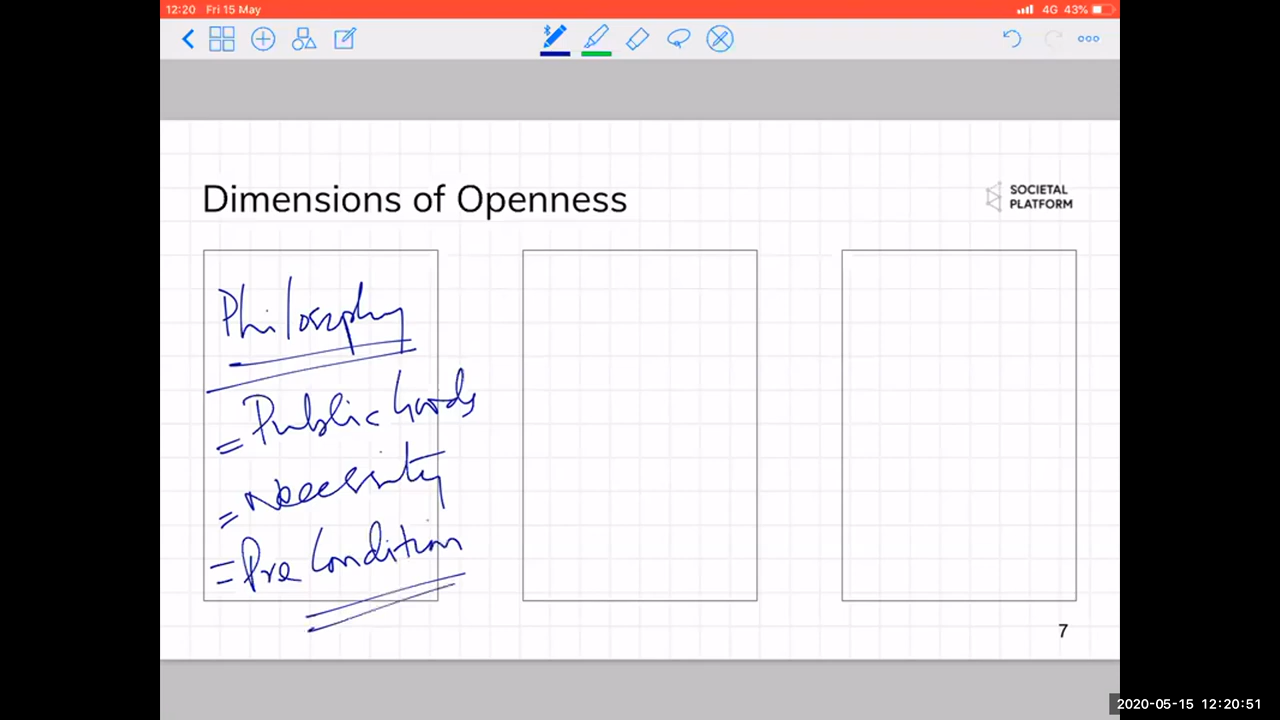 12:20 Fri 15 May 4G 43%
Dimensions of Openness
SOCIETAL
PLATFORM
Philosophy
= Public Goods
= Necessity
= Pre Condition
7
2020-05-15 12:20:51